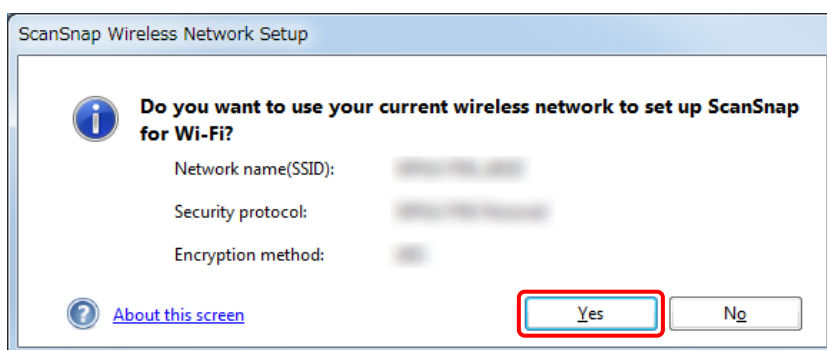 ScanSnap Wireless Network Setup
Do you want to use your current wireless network to set up ScanSnap
for Wi-Fi?
Network name(SSID):
Security protocol:
Encryption method:
About this screen
Yes
No